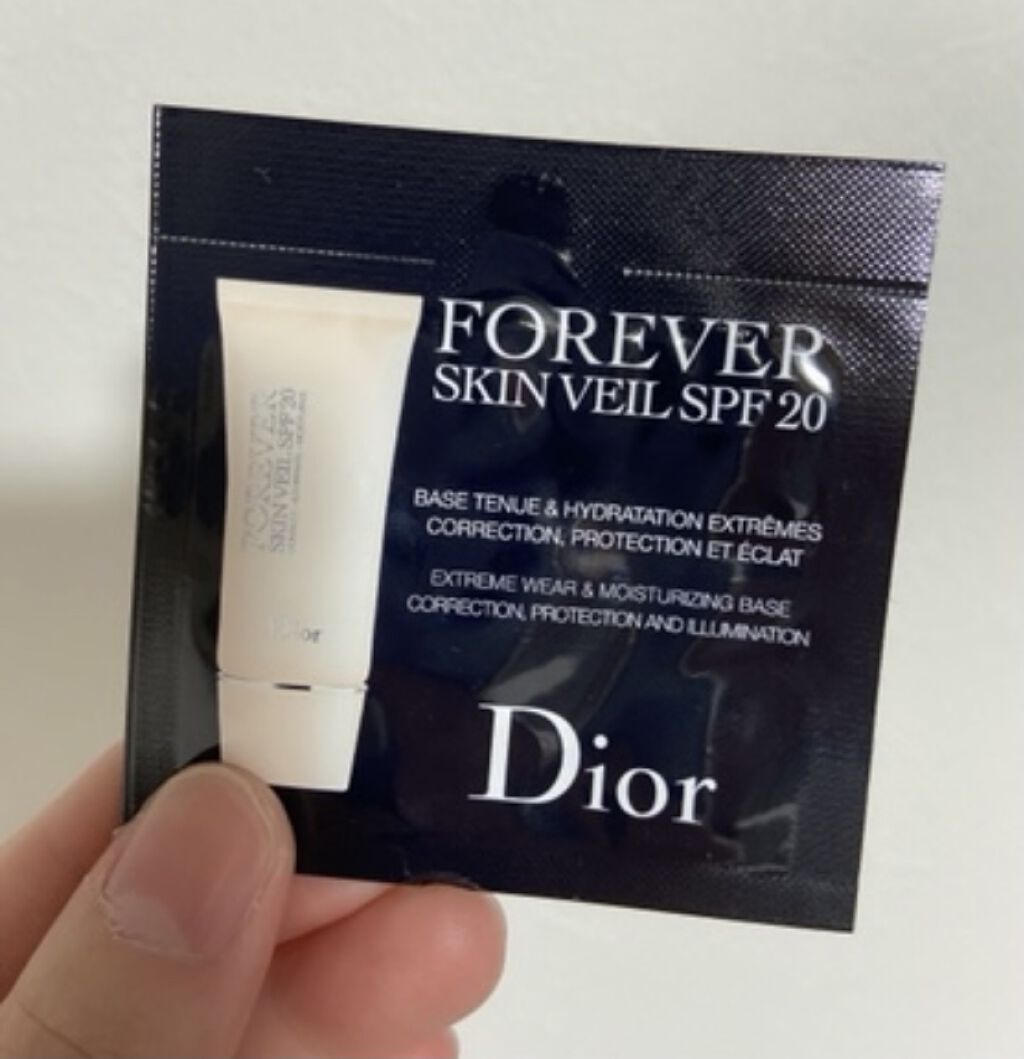 FOREVER
SKIN VEIL SPF 20
BASE TENUE & HYDRATATION EXTRÊMES
CORRECTION, PROTECTION ET ÉCLAT
EXTREME WEAR & MOISTURIZING BASE
CORRECTION, PROTECTION AND ILLUMINATION
Dior
FOREVER
SKIN VEIL SPF 20
Dior